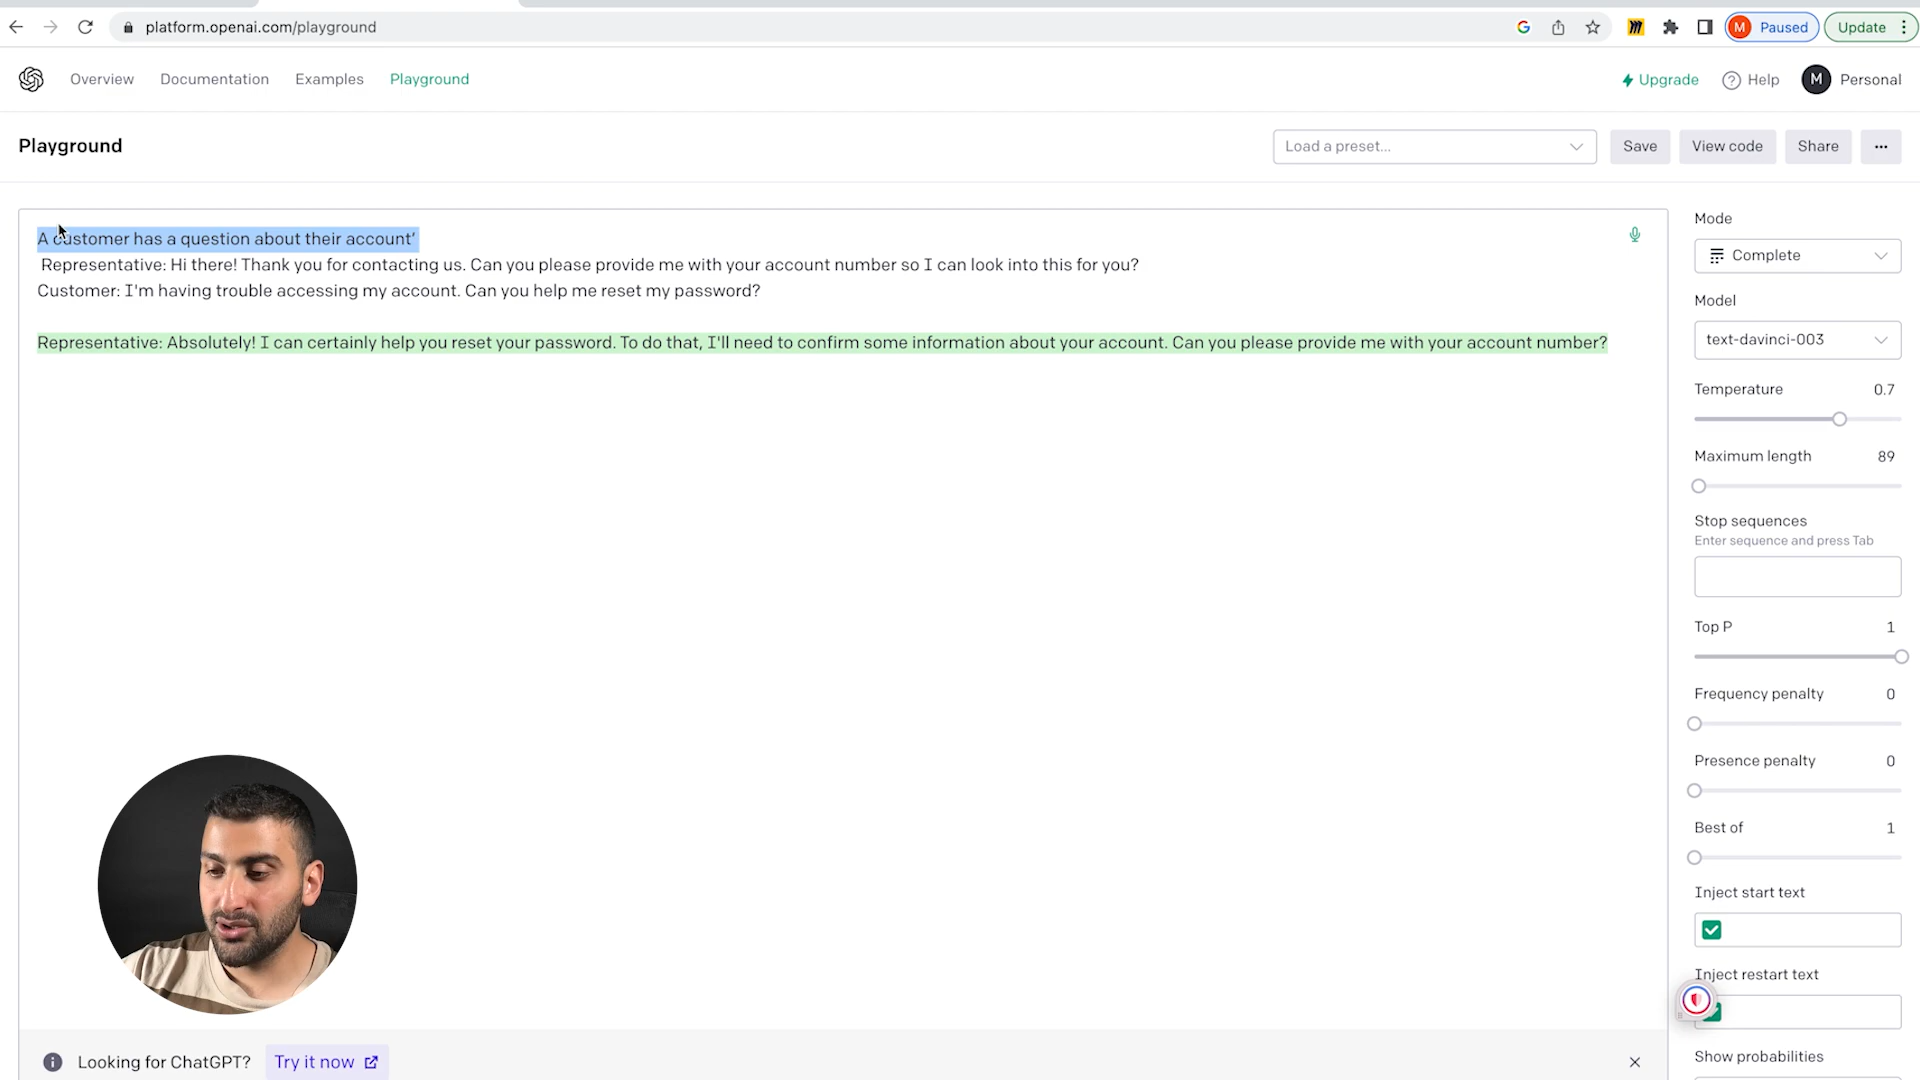 platform.openai.com/playground
G
M Paused
Update
Overview
Documentation
Examples
Playground
Upgrade
? Help
M Personal
Playground
Load a preset...
Save
View code
Share
...
A customer has a question about their account’
Representative: Hi there! Thank you for contacting us. Can you please provide me with your account number so I can look into this for you?
Customer: I'm having trouble accessing my account. Can you help me reset my password?
Representative: Absolutely! I can certainly help you reset your password. To do that, I'll need to confirm some information about your account. Can you please provide me with your account number?
Mode
Complete
Model
text-davinci-003
Temperature 0.7
Maximum length 89
Stop sequences
Enter sequence and press Tab
Top P 1
Frequency penalty 0
Presence penalty 0
Best of 1
Inject start text
Inject restart text
Show probabilities
Looking for ChatGPT? Try it now